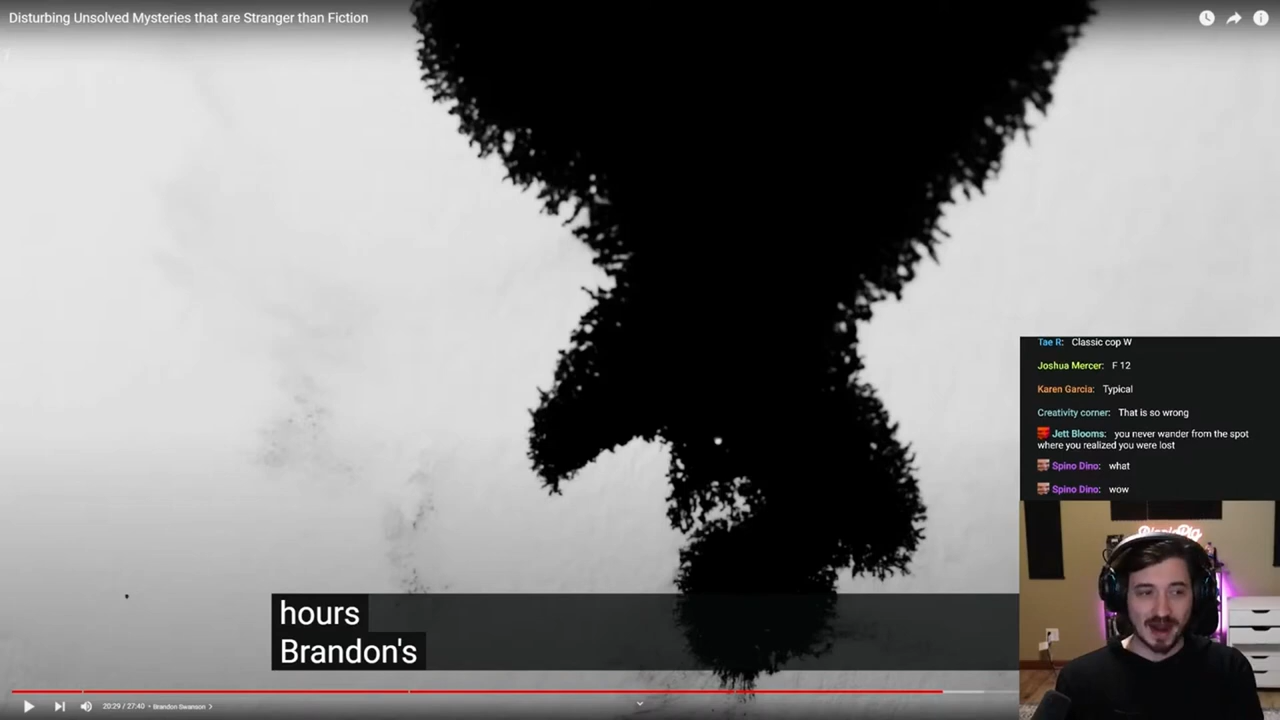 Disturbing Unsolved Mysteries that are Stranger than Fiction
Tae R: Classic cop W
Joshua Mercer: F 12
Karen Garcia: Typical
Creativity corner: That is so wrong
Jett Blooms: you never wander from the spot
where you realized you were lost
Spino Dino: what
Spino Dino: wow
hours
Brandon's
20:29 / 27:40 • Brandon Swanson >